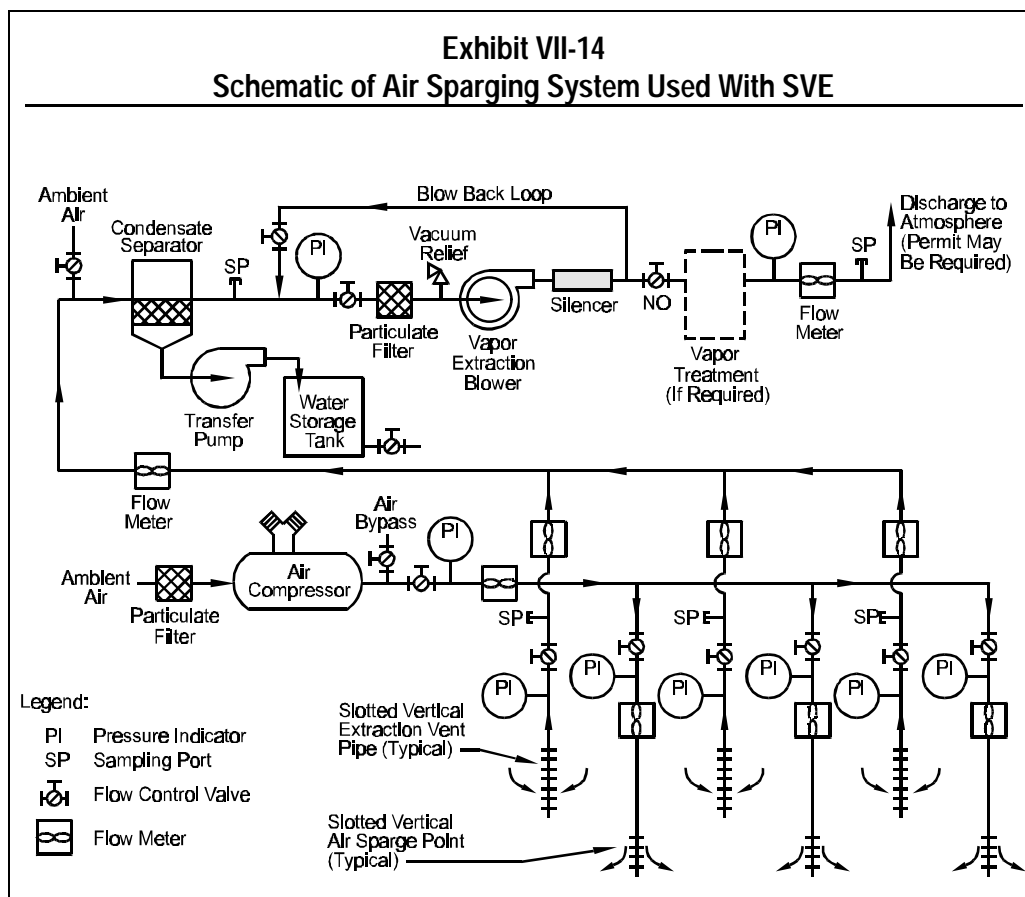 Exhibit VII-14
Schematic of Air Sparging System Used With SVE
Ambient
Air
Condensate
Separator
SP
Blow Back Loop
PI
Vacuum
Relief
Particulate
Filter
Vapor
Extraction
Blower
Silencer
NO
Vapor
Treatment
(If Required)
PI
SP
Flow
Meter
Discharge to
Atmosphere
(Permit May
Be Required)
Transfer
Pump
Water
Storage
Tank
Flow
Meter
Ambient
Air
Particulate
Filter
Air
Compressor
Air
Bypass
PI
SP
SP
SP
PI
PI
PI
PI
PI
PI
Slotted Vertical
Extraction Vent
Pipe (Typical)
Slotted Vertical
Air Sparge Point
(Typical)
Legend:
PI Pressure Indicator
SP Sampling Port
Flow Control Valve
Flow Meter